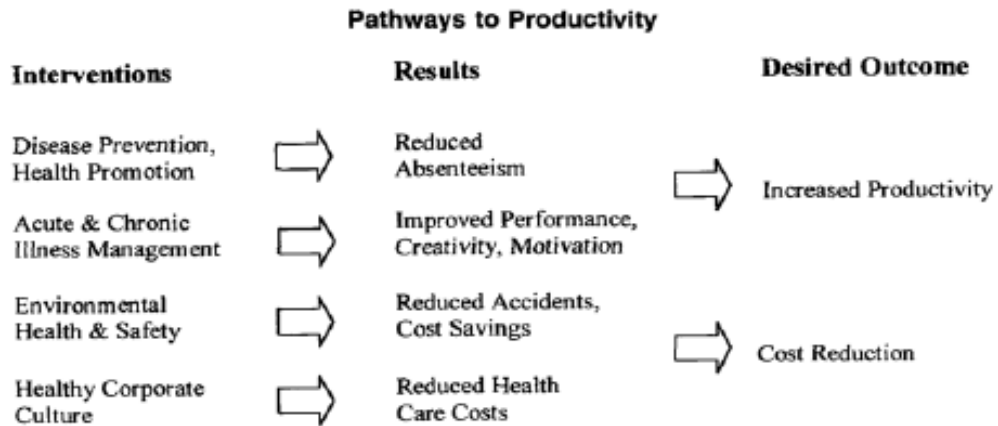 Pathways to Productivity
Interventions
Results
Desired Outcome
Disease Prevention,
Health Promotion
Reduced
Absenteeism
Increased Productivity
Acute & Chronic
Illness Management
Improved Performance,
Creativity, Motivation
Environmental
Health & Safety
Reduced Accidents,
Cost Savings
Cost Reduction
Healthy Corporate
Culture
Reduced Health
Care Costs